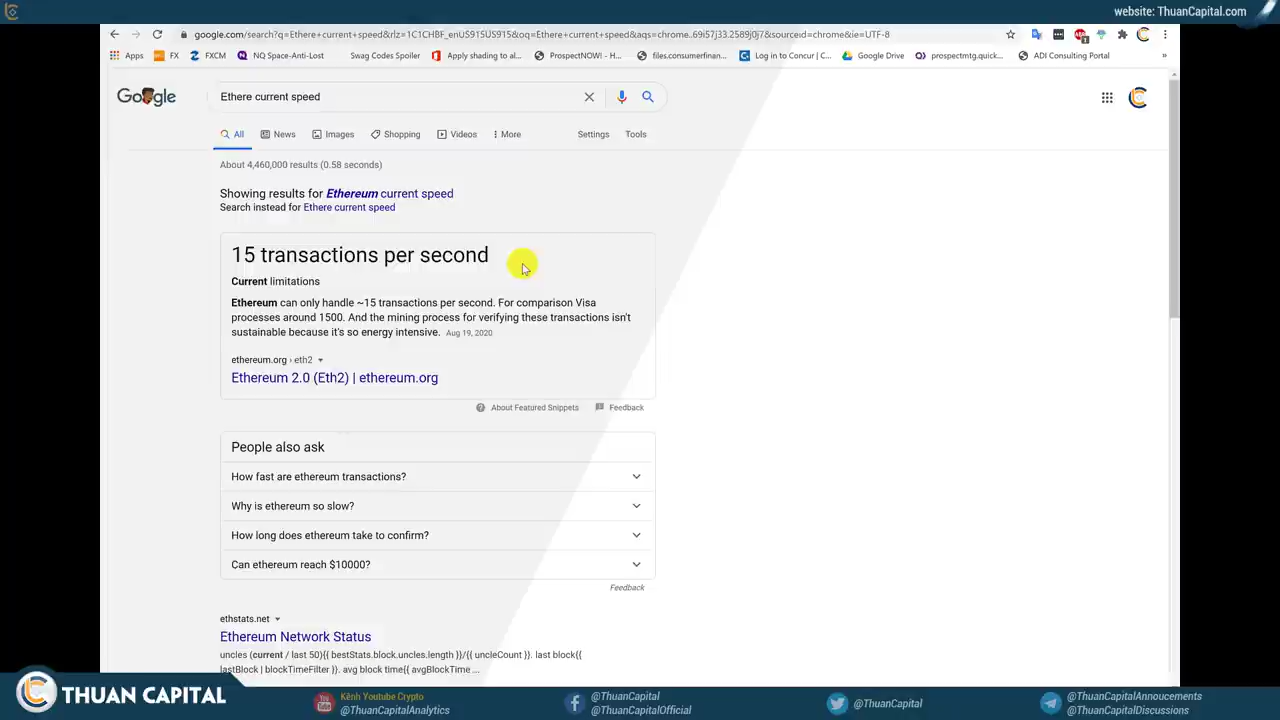 website: ThuanCapital.com
google.com/search?q=Ethere+current+speed&rlz=1C1CHBF_enUS915US915&oq=Ethere+current+speed&aqs=chrome..69i57j33.2589j0j7&sourceid=chrome&ie=UTF-8
Apps FX FXCM NQ Space-Anti-Lost Swag Codes Spoiler Apply shading to al... ProspectNOW! - Ho... files.consumerfinan... Log in to Concur | C... Google Drive prospectmtg.quick... ADI Consulting Portal »
Ethere current speed
All News Images Shopping Videos More Settings Tools
About 4,460,000 results (0.58 seconds)
Showing results for Ethereum current speed
Search instead for Ethere current speed
15 transactions per second
Current limitations
Ethereum can only handle ~15 transactions per second. For comparison Visa
processes around 1500. And the mining process for verifying these transactions isn't
sustainable because it's so energy intensive. Aug 19, 2020
ethereum.org › eth2
Ethereum 2.0 (Eth2) | ethereum.org
About Featured Snippets Feedback
People also ask
How fast are ethereum transactions?
Why is ethereum so slow?
How long does ethereum take to confirm?
Can ethereum reach $10000?
Feedback
ethstats.net
Ethereum Network Status
uncles (current / last 50){{ bestStats.block.uncles.length }}/{{ uncleCount }}. last block{{
lastBlock | blockTimeFilter }}. avg block time{{ avgBlockTime ...
THUAN CAPITAL
Kênh Youtube Crypto
@ThuanCapitalAnalytics
@ThuanCapital
@ThuanCapitalOfficial
@ThuanCapital
@ThuanCapitalAnnoucements
@ThuanCapitalDiscussions